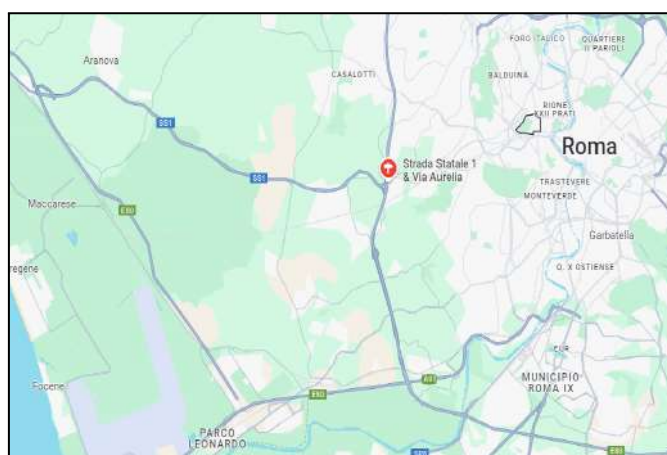 FORO ITALICO
QUARTIERE
II PARIOLI
Aranova
CASALOTTI
BALDUINA
RIONE
XXII PRATI
SS1
Roma
Strada Statale 1
& Via Aurelia
SS1
TRASTEVERE
MONTEVERDE
Maccarese
E80
Garbatella
Q. X OSTIENSE
regene
EUR
Focene
A91
MUNICIPIO
ROMA IX
E80
PARCO
LEONARDO
E80